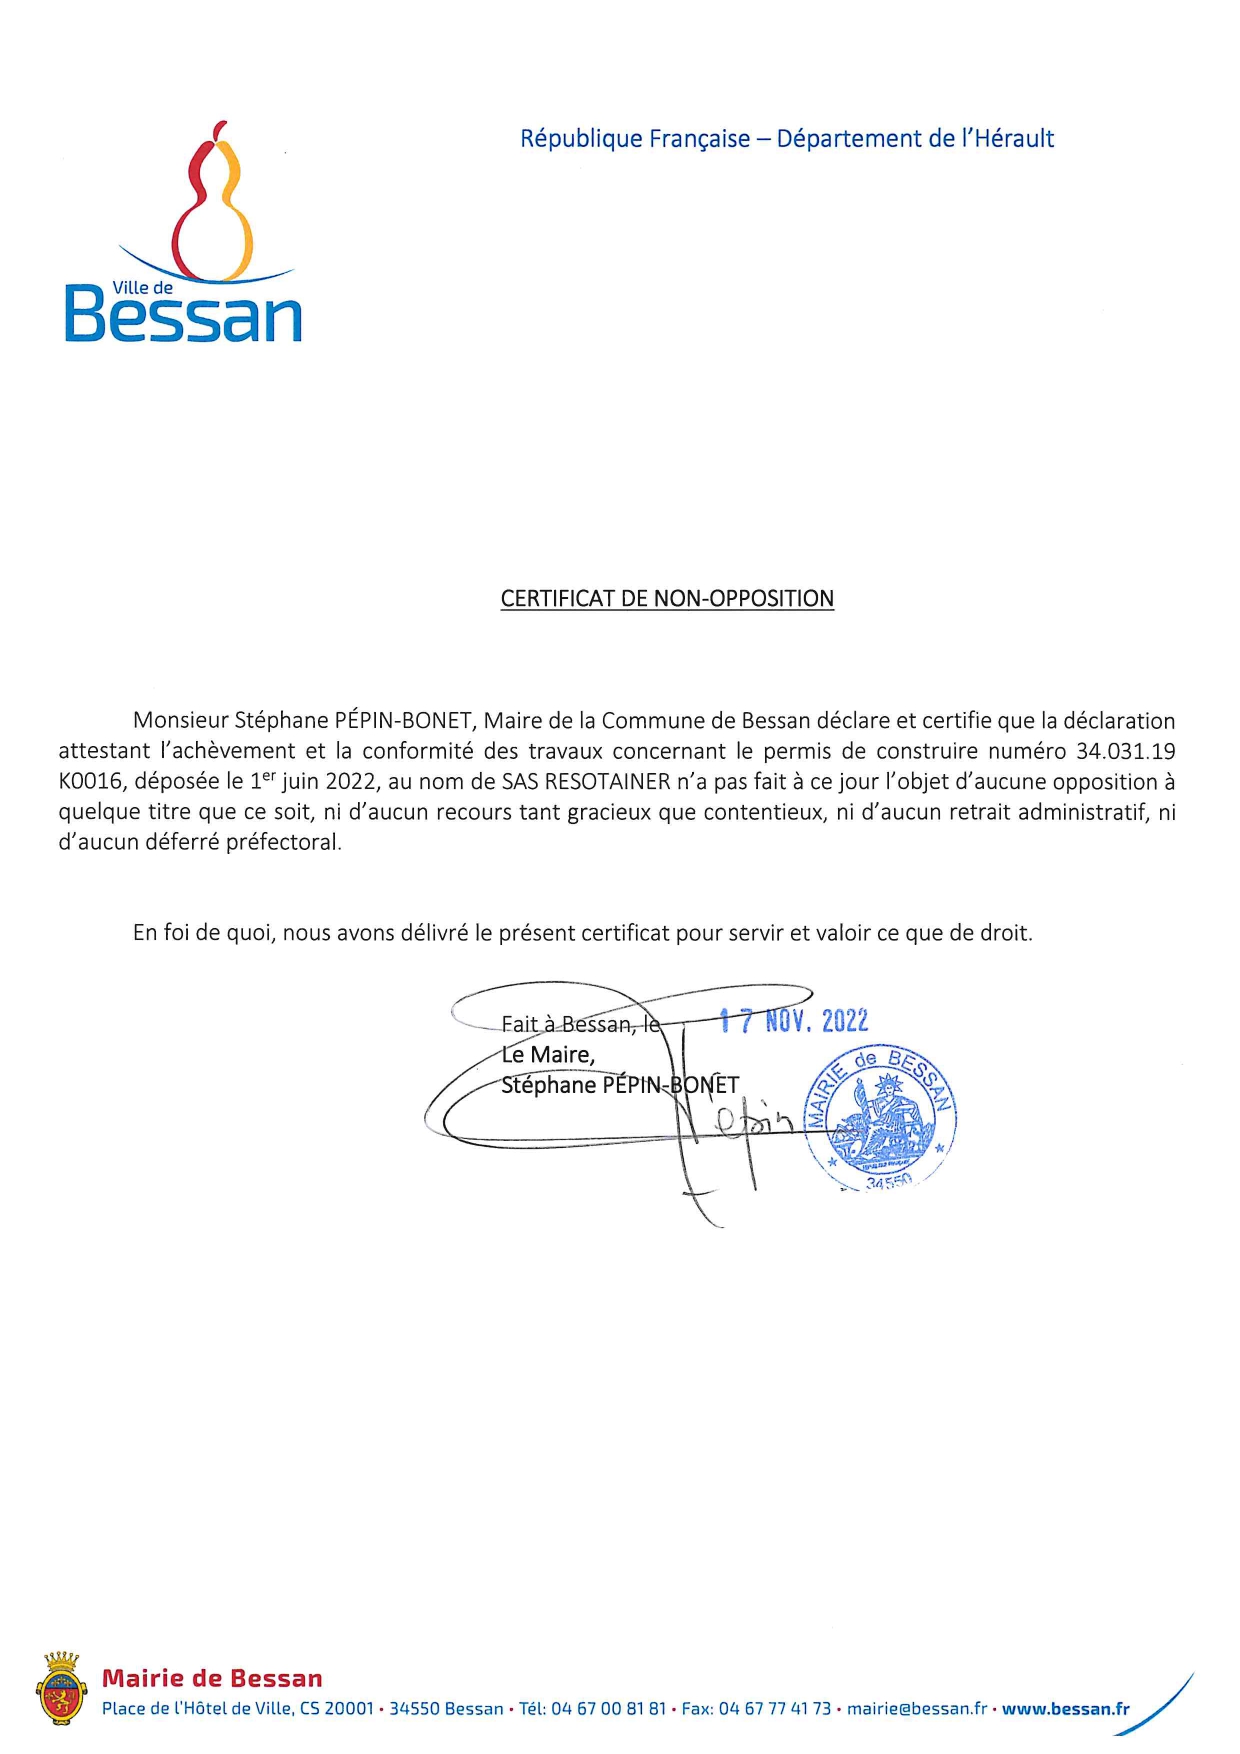 République Française – Département de l'Hérault
Ville de
Bessan
CERTIFICAT DE NON-OPPOSITION
Monsieur Stéphane PÉPIN-BONET, Maire de la Commune de Bessan déclare et certifie que la déclaration
attestant l'achèvement et la conformité des travaux concernant le permis de construire numéro 34.031.19
K0016, déposée le 1er juin 2022, au nom de SAS RESOTAINER n'a pas fait à ce jour l'objet d'aucune opposition à
quelque titre que ce soit, ni d'aucun recours tant gracieux que contentieux, ni d'aucun retrait administratif, ni
d'aucun déferré préfectoral.
En foi de quoi, nous avons délivré le présent certificat pour servir et valoir ce que de droit.
Fait à Bessan, le 17 NOV. 2022
Le Maire,
Stéphane PÉPIN-BONET
Pepin
MAIRIE de BESSAN
34550
Mairie de Bessan
Place de l'Hôtel de Ville, CS 20001 • 34550 Bessan • Tél: 04 67 00 81 81 • Fax: 04 67 77 41 73 • mairie@bessan.fr • www.bessan.fr